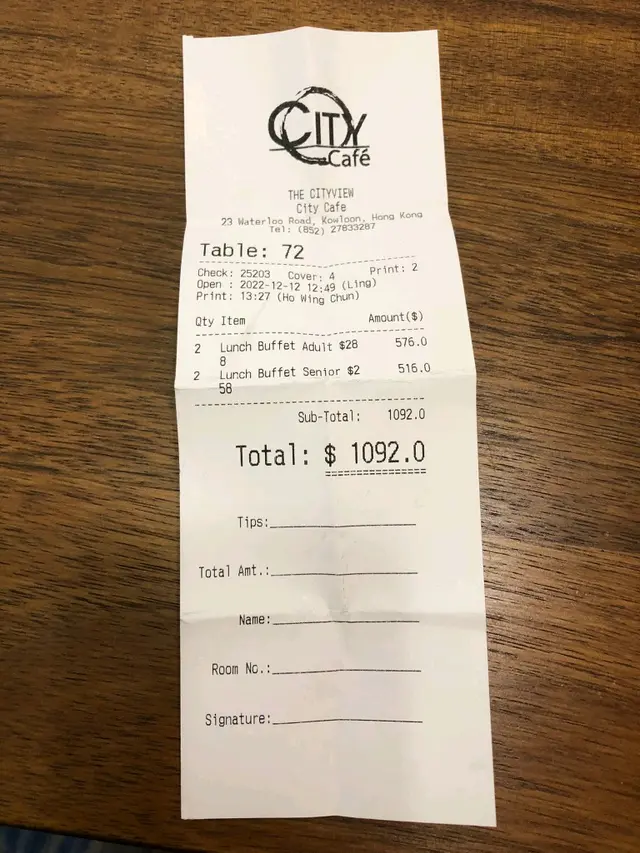 CITY
Café
THE CITYVIEW
City Cafe
23 Waterloo Road, Kowloon, Hong Kong
Tel: (852) 27833287
Table: 72
Check: 25203 Cover: 4 Print: 2
Open : 2022-12-12 12:49 (Ling)
Print: 13:27 (Ho Wing Chun)
Qty Item Amount($)
2 Lunch Buffet Adult $28 576.0
8
2 Lunch Buffet Senior $2 516.0
58
Sub-Total: 1092.0
Total: $ 1092.0
Tips:
Total Amt.:
Name:
Room No.:
Signature: